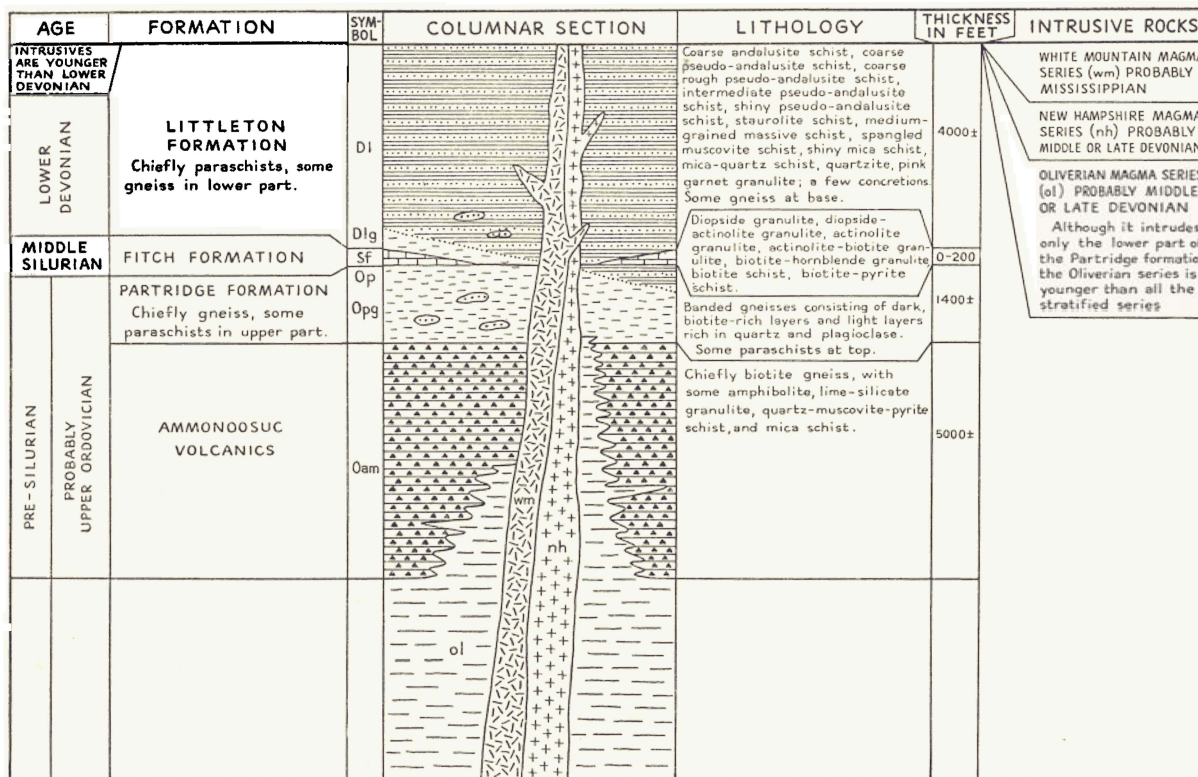 AGE
FORMATION
SYM-
BOL
COLUMNAR SECTION
LITHOLOGY
THICKNESS
IN FEET
INTRUSIVE ROCKS
INTRUSIVES
ARE YOUNGER
THAN LOWER
DEVONIAN
LOWER
DEVONIAN
LITTLETON
FORMATION
Chiefly paraschists, some
gneiss in lower part.
Dl
Dlg
Coarse andalusite schist, coarse
pseudo-andalusite schist, coarse
rough pseudo-andalusite schist,
intermediate pseudo-andalusite
schist, shiny pseudo-andalusite
schist, staurolite schist, medium-
grained massive schist, spangled
muscovite schist, shiny mica schist,
mica-quartz schist, quartzite, pink
garnet granulite; a few concretions.
Some gneiss at base.
4000±
MIDDLE
SILURIAN
FITCH FORMATION
Sf
Diopside granulite, diopside-
actinolite granulite, actinolite
granulite, actinolite-biotite gran-
ulite, biotite-hornblende granulite
biotite schist, biotite-pyrite
schist.
0-200
PRE-SILURIAN
PROBABLY
UPPER ORDOVICIAN
PARTRIDGE FORMATION
Chiefly gneiss, some
paraschists in upper part.
Op
Opg
Banded gneisses consisting of dark,
biotite-rich layers and light layers
rich in quartz and plagioclase.
Some paraschists at top.
1400±
AMMONOOSUC
VOLCANICS
Oam
Chiefly biotite gneiss, with
some amphibolite, lime-silicate
granulite, quartz-muscovite-pyrite
schist, and mica schist.
5000±
wm
nh
ol
WHITE MOUNTAIN MAGMA
SERIES (wm) PROBABLY
MISSISSIPPIAN
NEW HAMPSHIRE MAGMA
SERIES (nh) PROBABLY
MIDDLE OR LATE DEVONIAN
OLIVERIAN MAGMA SERIES
(ol) PROBABLY MIDDLE
OR LATE DEVONIAN
Although it intrudes
only the lower part of
the Partridge formation
the Oliverian series is
younger than all the
stratified series